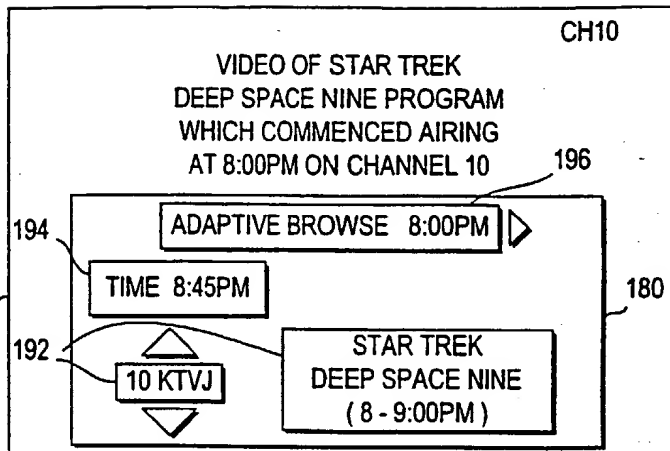 CH10
VIDEO OF STAR TREK
DEEP SPACE NINE PROGRAM
WHICH COMMENCED AIRING
AT 8:00PM ON CHANNEL 10
196
ADAPTIVE BROWSE 8:00PM
194
TIME 8:45PM
180
192
10 KTVJ
STAR TREK
DEEP SPACE NINE
( 8 - 9:00PM )